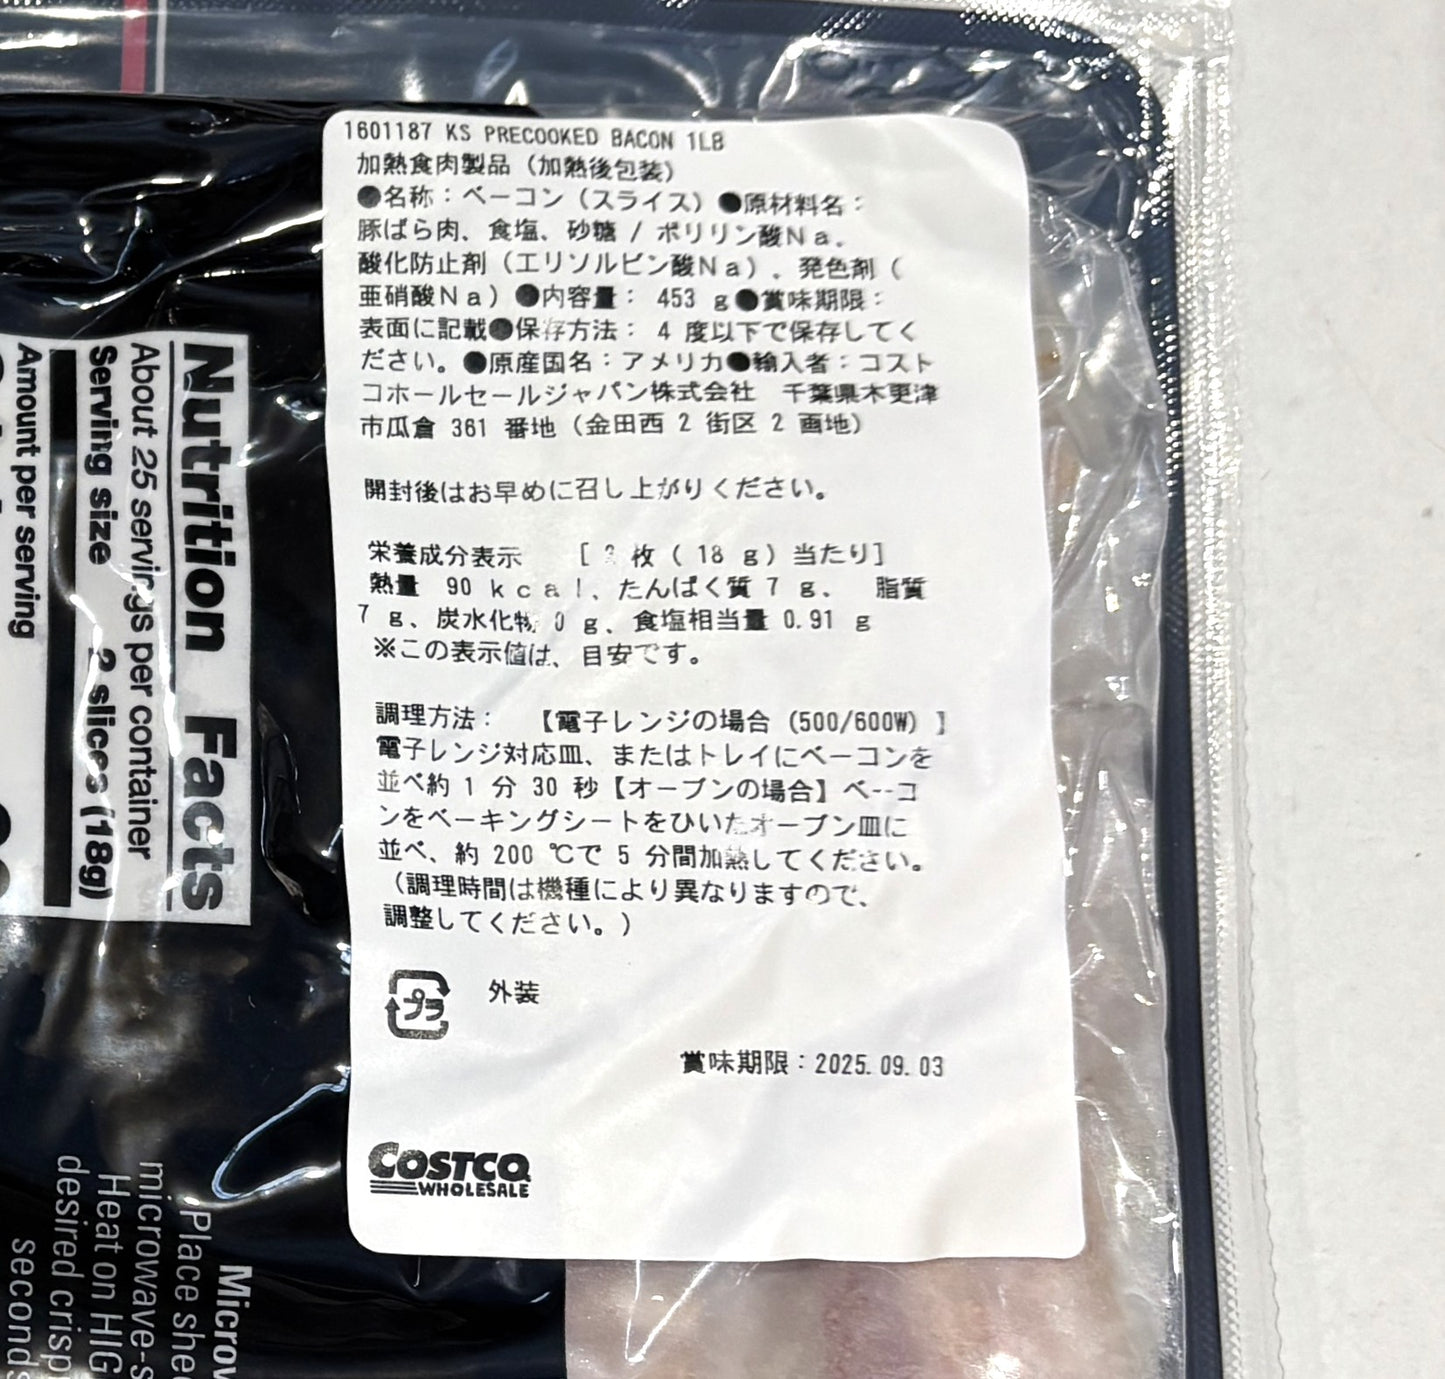 1601187 KS PRECOOKED BACON 1LB
加熱食肉製品（加熱後包装）
●名称：ベーコン（スライス）●原材料名：
豚ばら肉、食塩、砂糖 / ポリリン酸Ｎａ、
酸化防止剤（エリソルビン酸Ｎａ）、発色剤（
亜硝酸Ｎａ）●内容量： 453 ｇ●賞味期限：
表面に記載●保存方法： 4 度以下で保存してく
ださい。●原産国名：アメリカ●輸入者：コスト
コホールセールジャパン株式会社 千葉県木更津
市瓜倉 361 番地（金田西 2 街区 2 画地）
開封後はお早めに召し上がりください。
栄養成分表示 [ 2 枚（ 18 ｇ）当たり]
熱量 90 ｋｃａｌ、たんぱく質 7 ｇ、 脂質
7 ｇ、炭水化物 0 ｇ、食塩相当量 0.91 ｇ
※この表示値は、目安です。
調理方法： 【電子レンジの場合（500/600W）】
電子レンジ対応皿、またはトレイにベーコンを
並べ約 1 分 30 秒【オーブンの場合】ベーコ
ンをベーキングシートをひいたオーブン皿に
並べ、約 200 ℃で 5 分間加熱してください。
（調理時間は機種により異なりますので、
調整してください。）
プラ 外装
賞味期限：2025.09.03
COSTCO
WHOLESALE
Nutrition Facts
About 25 servings per container
Serving size 2 slices (18g)
Amount per serving
Microw
Place shee
microwave-s
Heat on HIG
desired crisp
seconds